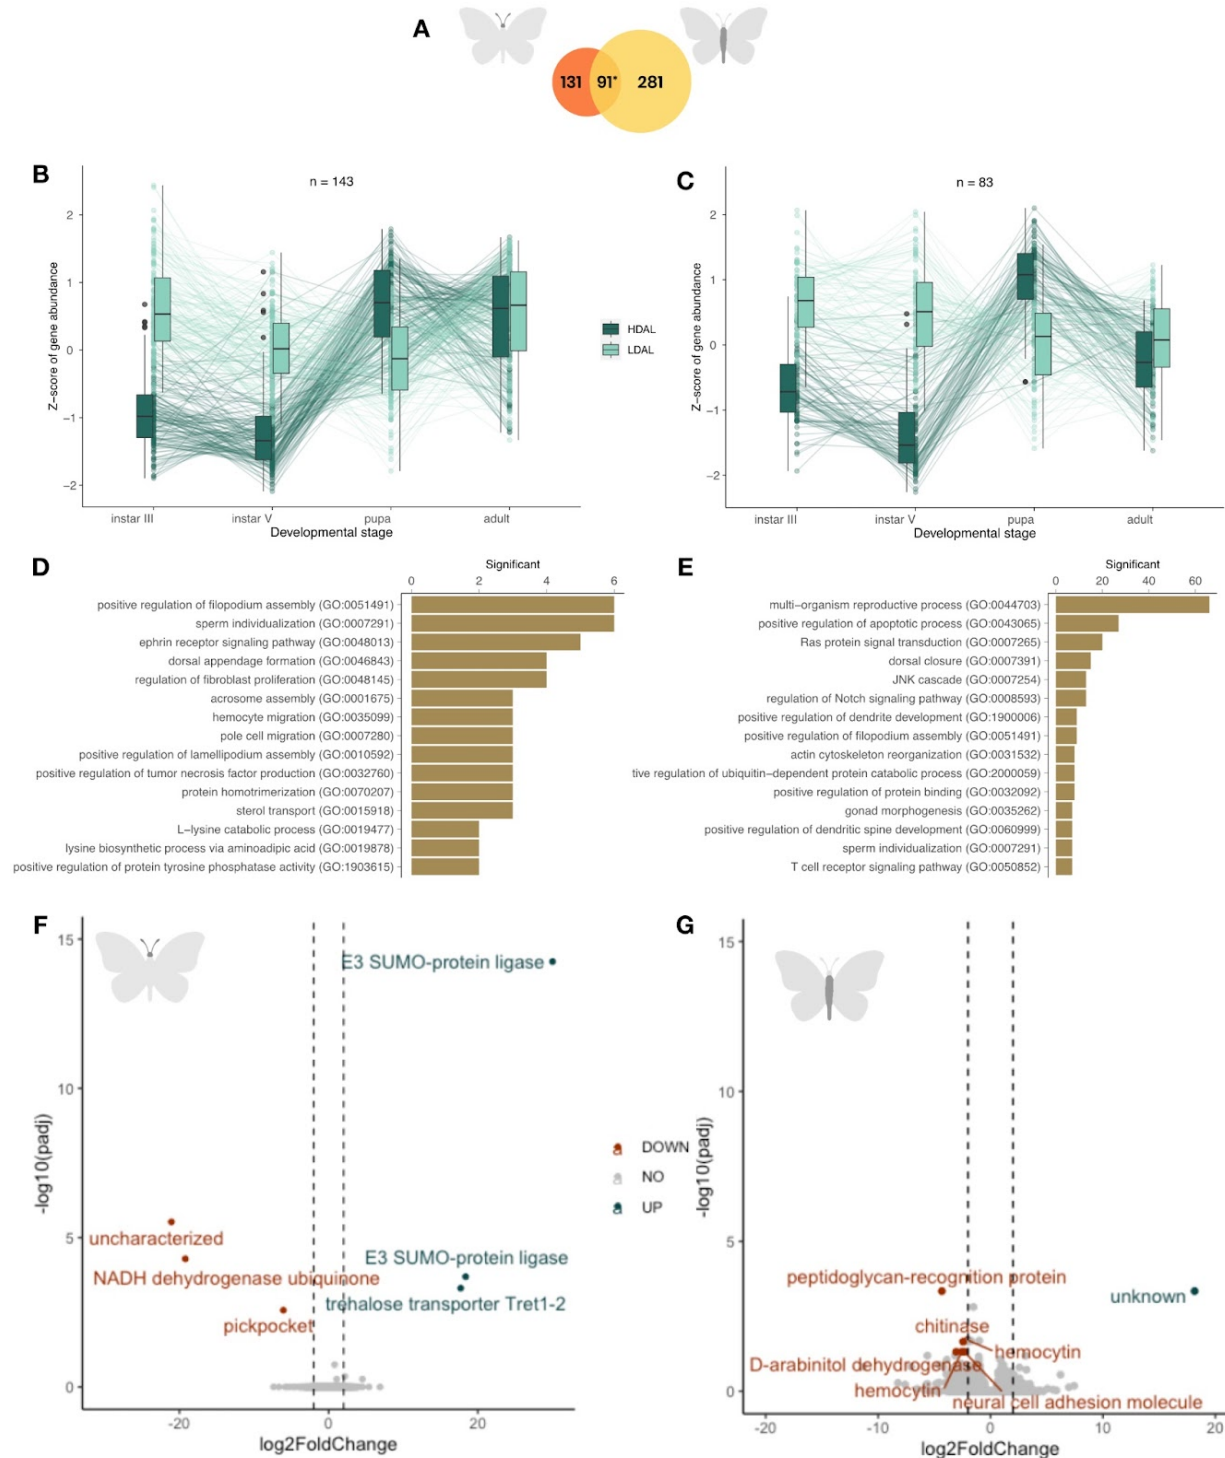 A
131 91* 281
B
n = 143
Z-score of gene abundance
2
1
0
−1
−2
instar III instar V pupa adult
Developmental stage
HDAL
LDAL
C
n = 83
Z-score of gene abundance
2
1
0
−1
−2
instar III instar V pupa adult
Developmental stage
D
Significant
0 2 4 6
positive regulation of filopodium assembly (GO:0051491)
sperm individualization (GO:0007291)
ephrin receptor signaling pathway (GO:0048013)
dorsal appendage formation (GO:0046843)
regulation of fibroblast proliferation (GO:0048145)
acrosome assembly (GO:0001675)
hemocyte migration (GO:0035099)
pole cell migration (GO:0007280)
positive regulation of lamellipodium assembly (GO:0010592)
positive regulation of tumor necrosis factor production (GO:0032760)
protein homotrimerization (GO:0070207)
sterol transport (GO:0015918)
L−lysine catabolic process (GO:0019477)
lysine biosynthetic process via aminoadipic acid (GO:0019878)
positive regulation of protein tyrosine phosphatase activity (GO:1903615)
E
Significant
0 20 40 60
multi−organism reproductive process (GO:0044703)
positive regulation of apoptotic process (GO:0043065)
Ras protein signal transduction (GO:0007265)
dorsal closure (GO:0007391)
JNK cascade (GO:0007254)
regulation of Notch signaling pathway (GO:0008593)
positive regulation of dendrite development (GO:1900006)
positive regulation of filopodium assembly (GO:0051491)
actin cytoskeleton reorganization (GO:0031532)
tive regulation of ubiquitin−dependent protein catabolic process (GO:2000059)
positive regulation of protein binding (GO:0032092)
gonad morphogenesis (GO:0035262)
positive regulation of dendritic spine development (GO:0060999)
sperm individualization (GO:0007291)
T cell receptor signaling pathway (GO:0050852)
F
-log10(padj)
15
10
5
0
E3 SUMO-protein ligase
uncharacterized
E3 SUMO-protein ligase
NADH dehydrogenase ubiquinone
trehalose transporter Tret1-2
pickpocket
-20 0 20
log2FoldChange
DOWN
NO
UP
G
-log10(padj)
15
10
5
0
peptidoglycan-recognition protein
unknown
chitinase
hemocytin
D-arabinitol dehydrogenase
hemocytin
neural cell adhesion molecule
-20 -10 0 10 20
log2FoldChange